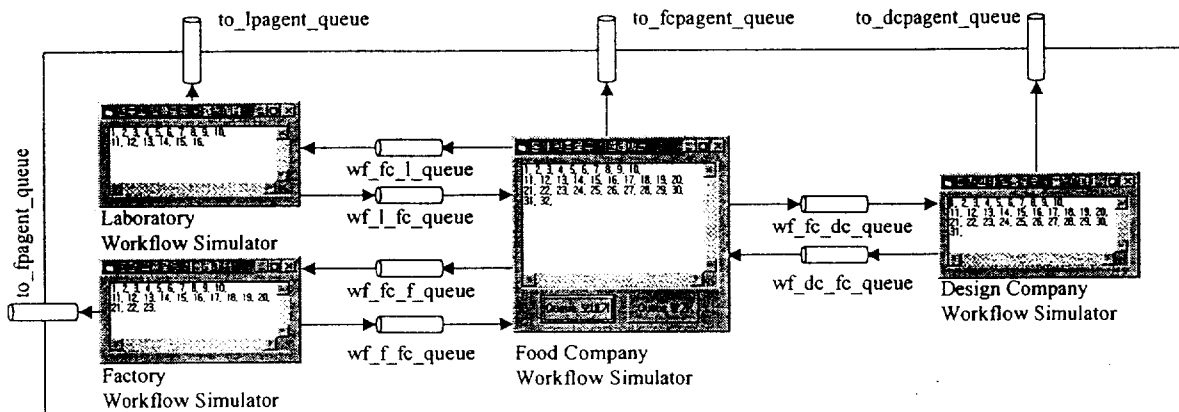 to_lpagent_queue
to_fcpagent_queue
to_dcpagent_queue
to_fpagent_queue
1, 2, 3, 4, 5, 6, 7, 8, 9, 10,
11, 12, 13, 14, 15, 16,
Laboratory
Workflow Simulator
wf_fc_l_queue
wf_l_fc_queue
1, 2, 3, 4, 5, 6, 7, 8, 9, 10,
11, 12, 13, 14, 15, 16, 17, 18, 19, 20,
21, 22, 23,
Factory
Workflow Simulator
wf_fc_f_queue
wf_f_fc_queue
1, 2, 3, 4, 5, 6, 7, 8, 9, 10,
11, 12, 13, 14, 15, 16, 17, 18, 19, 20,
21, 22, 23, 24, 25, 26, 27, 28, 29, 30,
31, 32,
Food Company
Workflow Simulator
wf_fc_dc_queue
wf_dc_fc_queue
1, 2, 3, 4, 5, 6, 7, 8, 9, 10,
11, 12, 13, 14, 15, 16, 17, 18, 19, 20,
21, 22, 23, 24, 25, 26, 27, 28, 29, 30,
31,
Design Company
Workflow Simulator